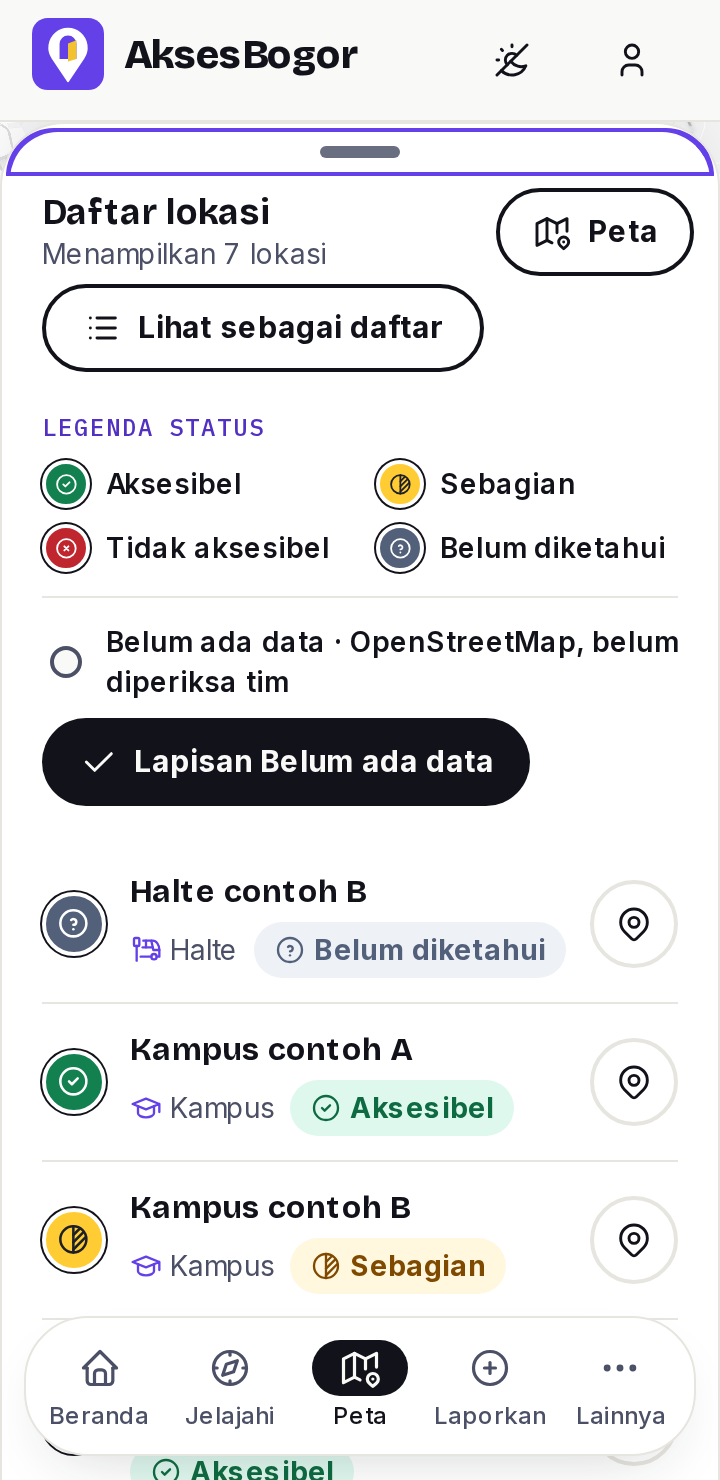 AksesBogor
Daftar lokasi
Menampilkan 7 lokasi
Peta
Lihat sebagai daftar
LEGENDA STATUS
Aksesibel
Sebagian
Tidak aksesibel
Belum diketahui
Belum ada data · OpenStreetMap, belum
diperiksa tim
Lapisan Belum ada data
Halte contoh B
Halte
Belum diketahui
Kampus contoh A
Kampus
Aksesibel
Kampus contoh B
Kampus
Sebagian
Beranda
Jelajahi
Peta
Laporkan
Lainnya
Aksesibel